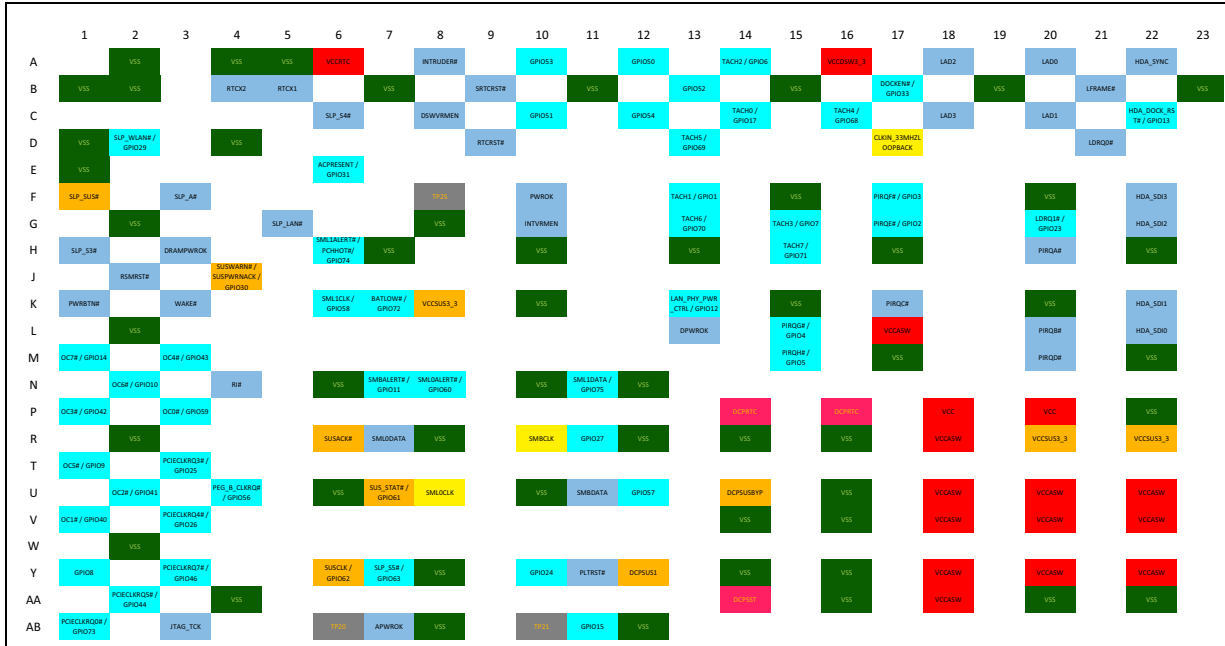 1 2 3 4 5 6 7 8 9 10 11 12 13 14 15 16 17 18 19 20 21 22 23
A VSS VSS VSS VCCRTC INTRUDER# GPIO53 GPIO50 TACH2 / GPIO6 VCCDSW3_3 LAD2 LAD0 HDA_SYNC
B VSS VSS RTCX2 RTCX1 VSS SRTCRST# VSS GPIO52 VSS DOCKEN# / GPIO33 VSS LFRAME# VSS
C SLP_S4# DSWVRMEN GPIO51 GPIO54 TACH0 / GPIO17 TACH4 / GPIO68 LAD3 LAD1 HDA_DOCK_RS T# / GPIO13
D VSS SLP_WLAN# / GPIO29 VSS RTCRST# TACH5 / GPIO69 CLKIN_33MHZL OOPBACK LDRQ0#
E VSS ACPRESENT / GPIO31
F SLP_SUS# SLP_A# TP25 PWROK TACH1 / GPIO1 VSS PIRQF# / GPIO3 VSS HDA_SDI3
G VSS SLP_LAN# VSS INTVRMEN TACH6 / GPIO70 TACH3 / GPIO7 PIRQE# / GPIO2 LDRQ1# / GPIO23 HDA_SDI2
H SLP_S3# DRAMPWROK SML1ALERT# / PCHHOT# / GPIO74 VSS VSS VSS TACH7 / GPIO71 VSS PIRQA# VSS
J RSMRST# SUSWARN# / SUSPWRNACK / GPIO30
K PWRBTN# WAKE# SML1CLK / GPIO58 BATLOW# / GPIO72 VCCSUS3_3 VSS LAN_PHY_PWR _CTRL / GPIO12 VSS PIRQC# VSS HDA_SDI1
L VSS DPWROK PIRQG# / GPIO4 VCCASW PIRQB# HDA_SDI0
M OC7# / GPIO14 OC4# / GPIO43 PIRQH# / GPIO5 VSS PIRQD# VSS
N OC6# / GPIO10 RI# VSS SMBALERT# / GPIO11 SML0ALERT# / GPIO60 VSS SML1DATA / GPIO75 VSS
P OC3# / GPIO42 OC0# / GPIO59 DCPRTC DCPRTC VCC VCC VSS
R VSS SUSACK# SML0DATA VSS SMBCLK GPIO27 VSS VSS VSS VCCASW VCCSUS3_3 VCCSUS3_3
T OC5# / GPIO9 PCIECLKRQ3# / GPIO25
U OC2# / GPIO41 PEG_B_CLKRQ# / GPIO56 VSS SUS_STAT# / GPIO61 SML0CLK VSS SMBDATA GPIO57 DCPSUSBYP VSS VCCASW VCCASW VCCASW
V OC1# / GPIO40 PCIECLKRQ4# / GPIO26 VSS VSS VCCASW VCCASW VCCASW
W VSS
Y GPIO8 PCIECLKRQ7# / GPIO46 SUSCLK / GPIO62 SLP_S5# / GPIO63 VSS GPIO24 PLTRST# DCPSUS1 VSS VSS VCCASW VCCASW VCCASW
AA PCIECLKRQ5# / GPIO44 VSS DCPSST VSS VCCASW VSS VSS
AB PCIECLKRQ0# / GPIO73 JTAG_TCK TP20 APWROK VSS TP21 GPIO15 VSS